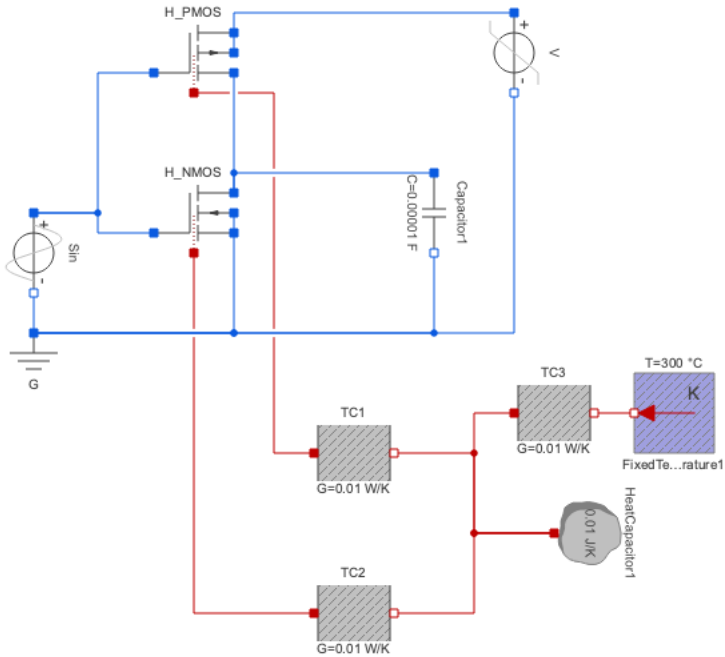 H_PMOS
+
V
-
H_NMOS
C=0.00001 F
Capacitor1
+
Sin
-
G
T=300 °C
TC3
K
TC1
G=0.01 W/K
FixedTe...rature1
G=0.01 W/K
0.01 J/K
HeatCapacitor1
TC2
G=0.01 W/K